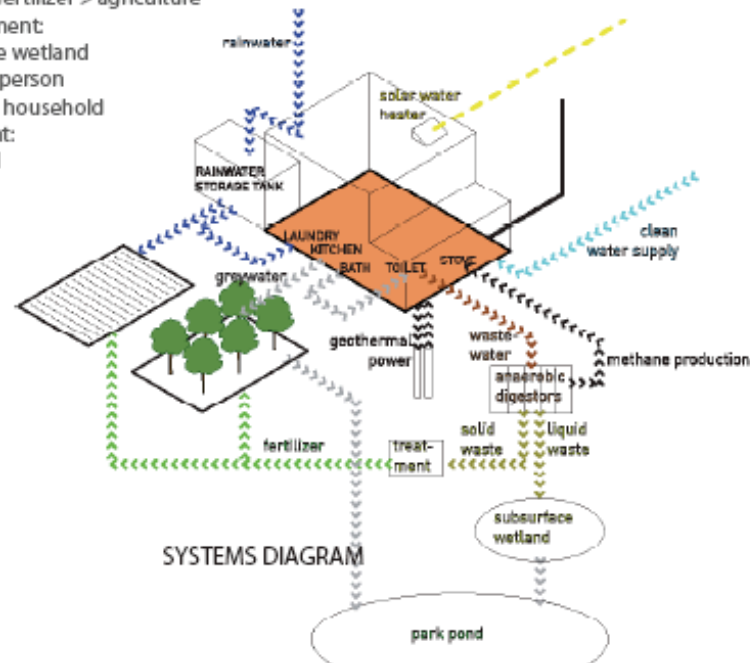 fertilizer > agriculture
ment:
e wetland
person
household
t:
rainwater
solar water
heater
RAINWATER
STORAGE TANK
clean
water supply
LAUNDRY
KITCHEN
BATH
TOILET
STOVE
greywater
geothermal
power
waste-
water
methane production
anaerobic
digestors
fertilizer
treat-
ment
solid
waste
liquid
waste
subsurface
wetland
SYSTEMS DIAGRAM
park pond